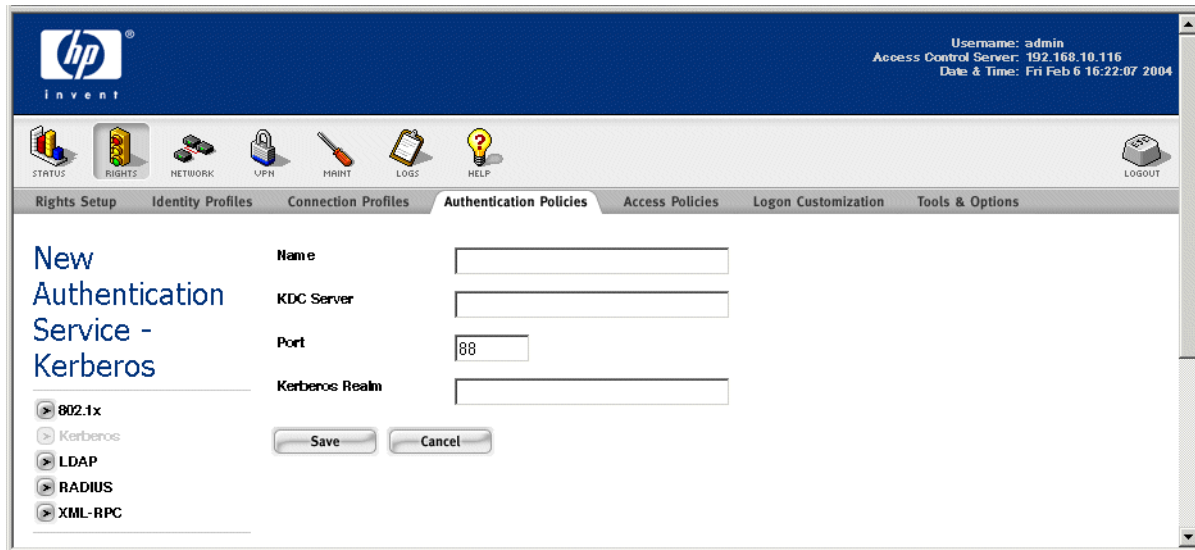 hp ®
invent
Username: admin
Access Control Server: 192.168.10.116
Date & Time: Fri Feb 6 16:22:07 2004
STATUS RIGHTS NETWORK VPN MAINT LOGS HELP LOGOUT
ESC
Rights Setup Identity Profiles Connection Profiles Authentication Policies Access Policies Logon Customization Tools & Options
New
Authentication
Service -
Kerberos
802.1x
Kerberos
LDAP
RADIUS
XML-RPC
Name
KDC Server
Port 88
Kerberos Realm
Save Cancel